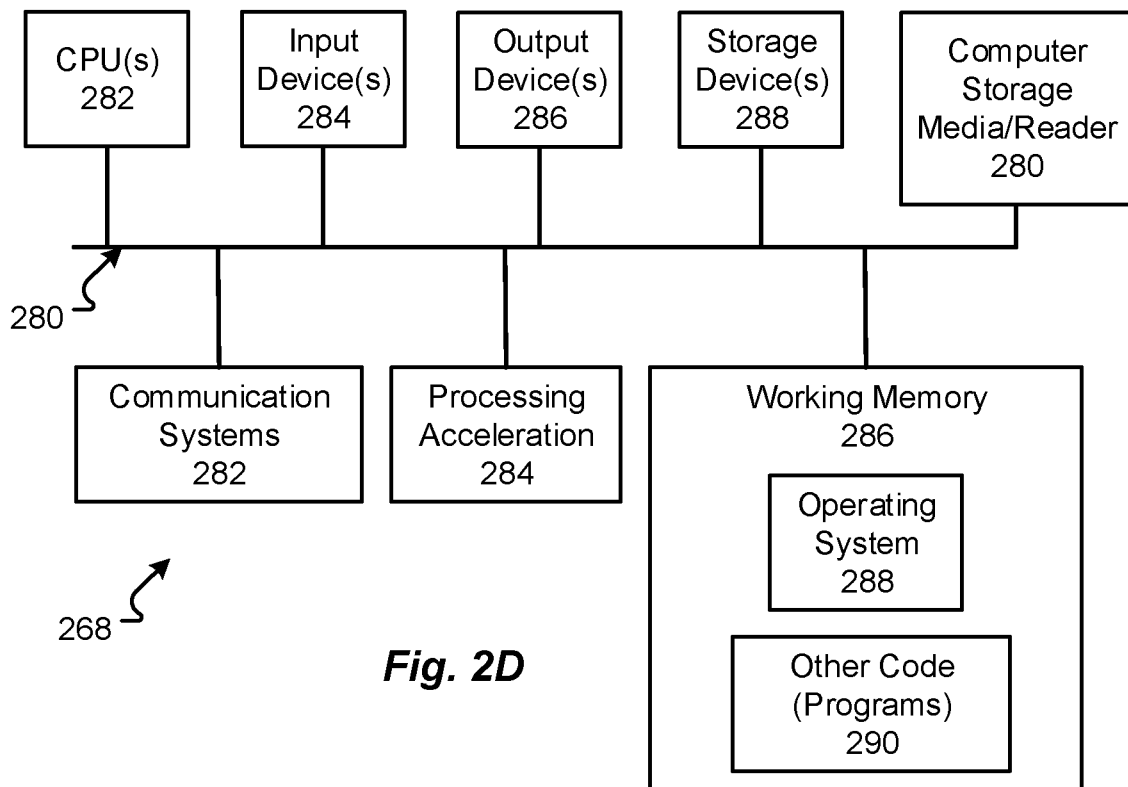 CPU(s)
282
Input
Device(s)
284
Output
Device(s)
286
Storage
Device(s)
288
Computer
Storage
Media/Reader
280
280
Communication
Systems
282
Processing
Acceleration
284
Working Memory
286
Operating
System
288
Other Code
(Programs)
290
268
Fig. 2D